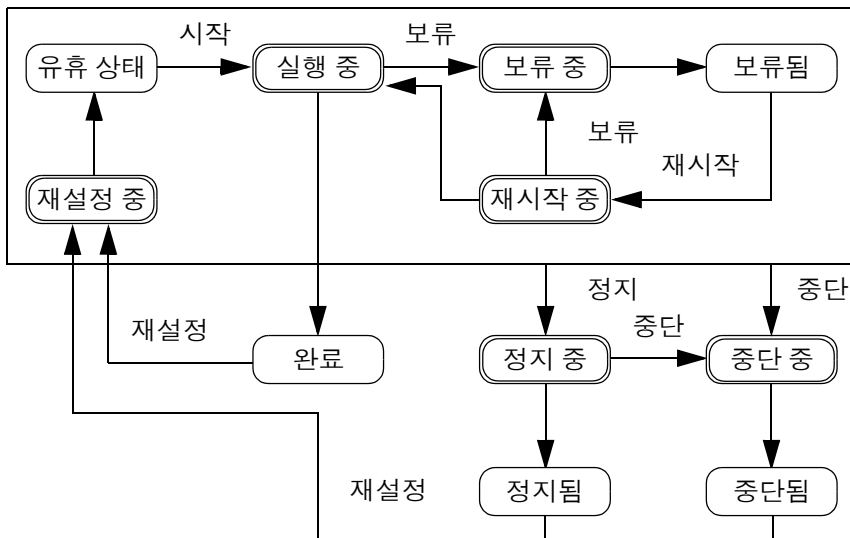 시작
보류
유휴 상태
실행 중
보류 중
보류됨
보류
재시작
재설정 중
재시작 중
정지
중단
재설정
중단
완료
정지 중
중단 중
재설정
정지됨
중단됨